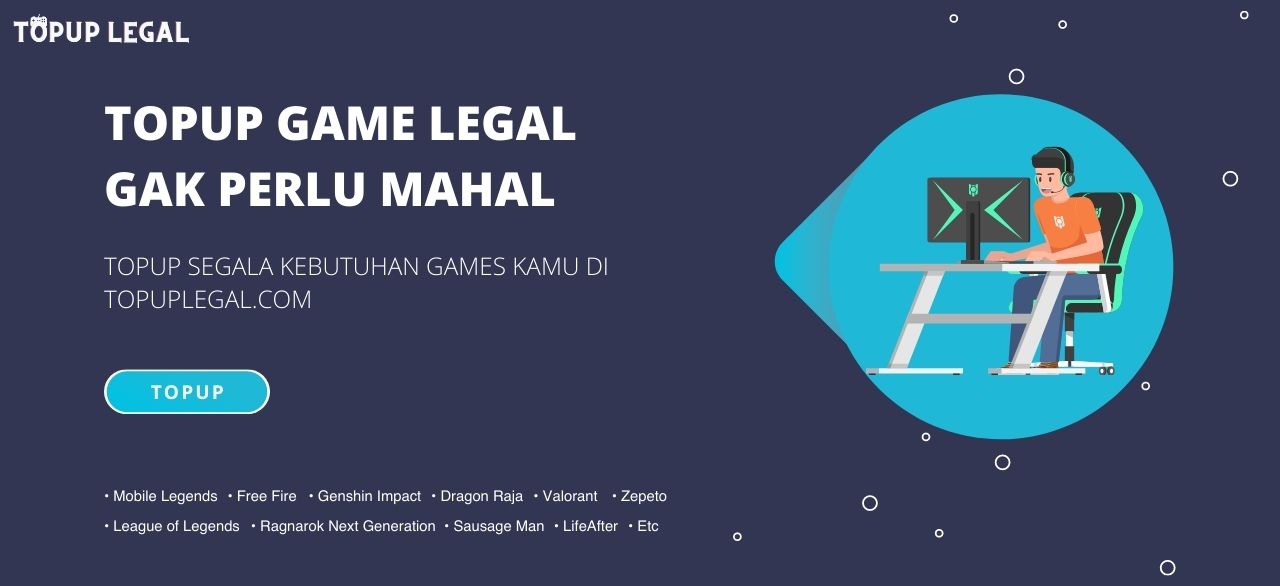 TOPUP LEGAL
TOPUP GAME LEGAL
GAK PERLU MAHAL
TOPUP SEGALA KEBUTUHAN GAMES KAMU DI
TOPUPLEGAL.COM
TOPUP
• Mobile Legends • Free Fire • Genshin Impact • Dragon Raja • Valorant • Zepeto
• League of Legends • Ragnarok Next Generation • Sausage Man • LifeAfter • Etc